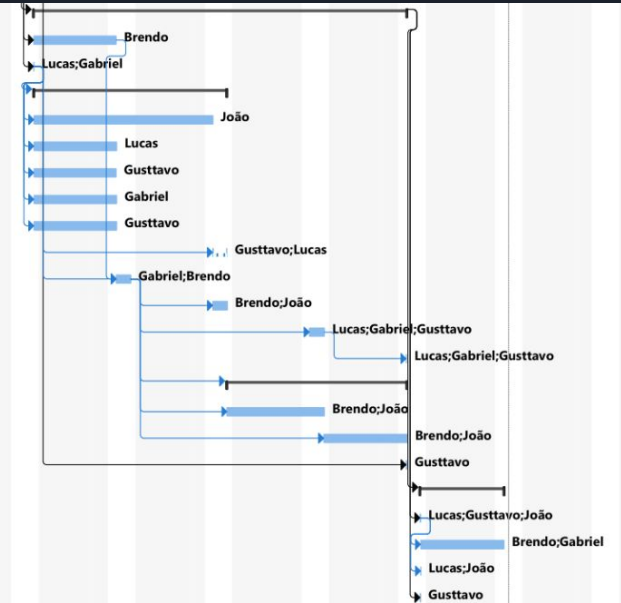 Brendo
Lucas;Gabriel
João
Lucas
Gusttavo
Gabriel
Gusttavo
Gusttavo;Lucas
Gabriel;Brendo
Brendo;João
Lucas;Gabriel;Gusttavo
Lucas;Gabriel;Gusttavo
Brendo;João
Brendo;João
Gusttavo
Lucas;Gusttavo;João
Brendo;Gabriel
Lucas;João
Gusttavo